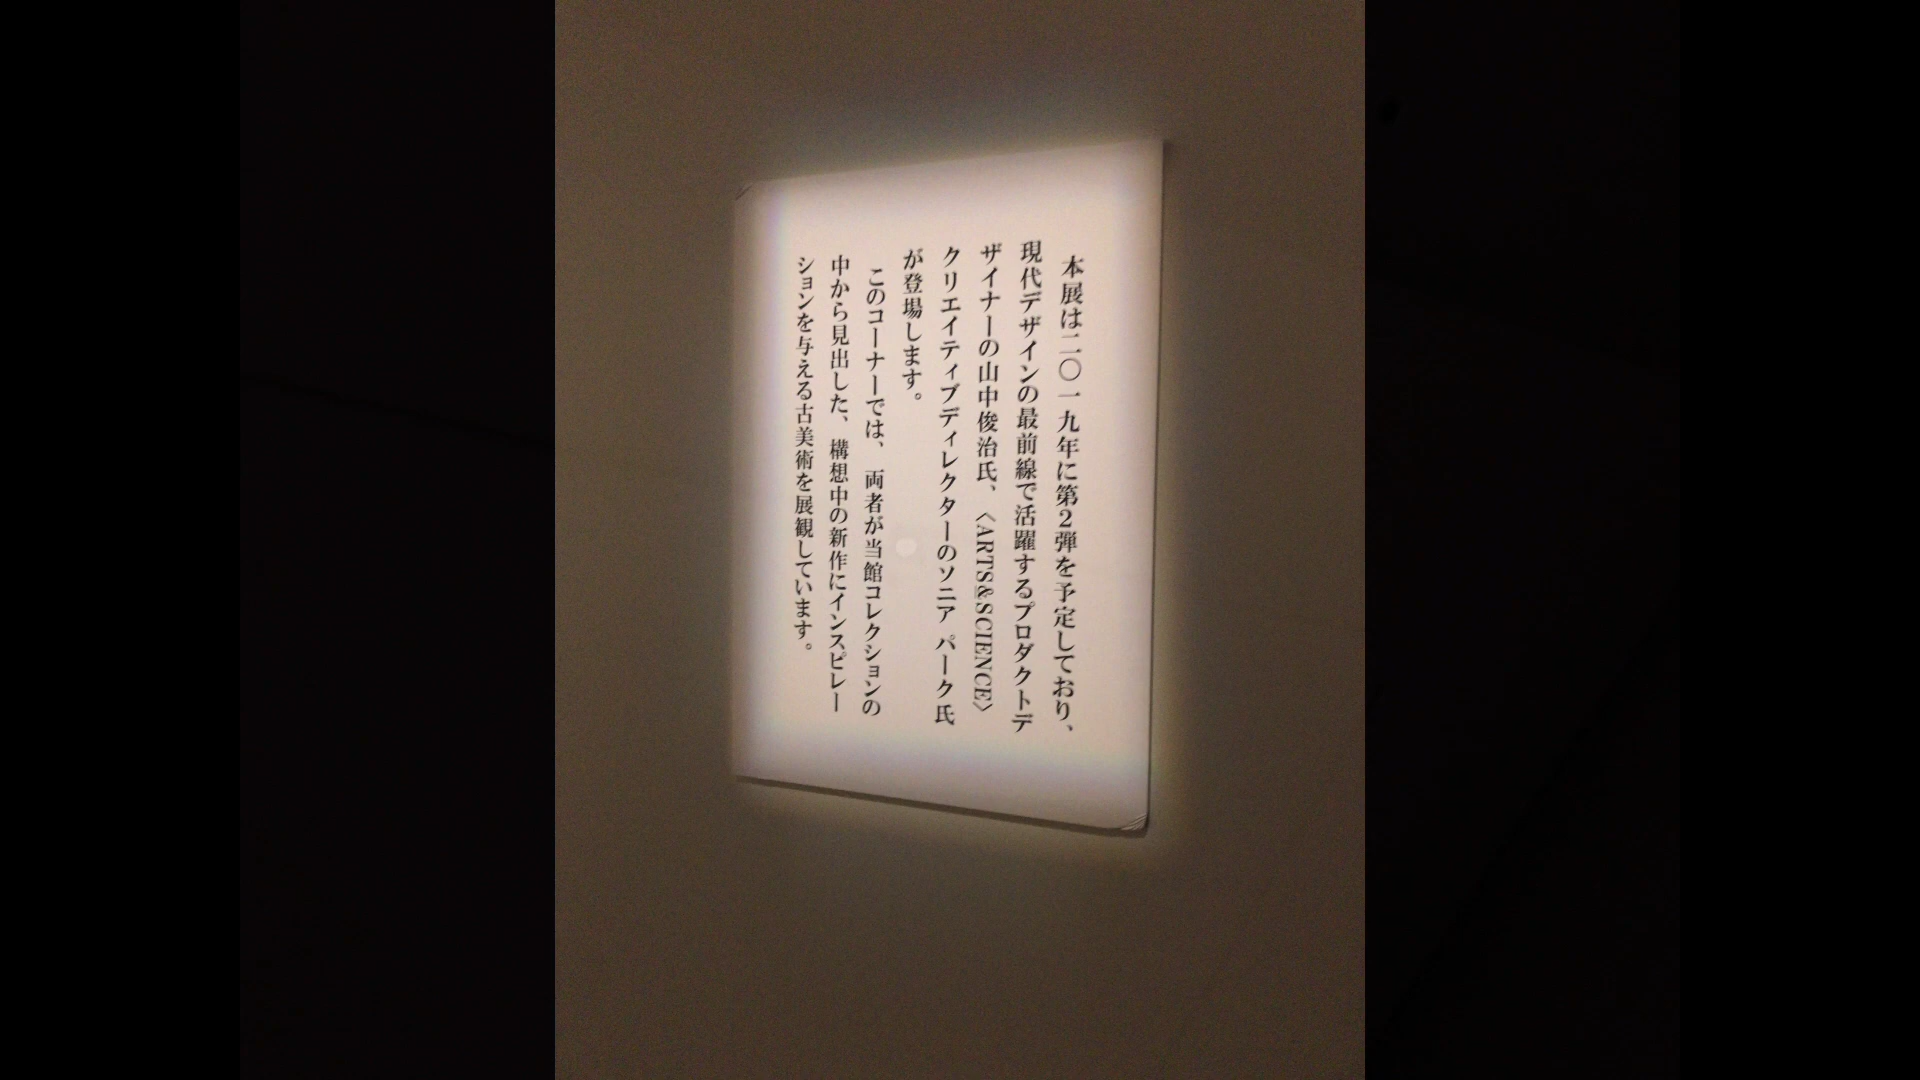 本展は二〇一九年に第2弾を予定しており、
現代デザインの最前線で活躍するプロダクトデ
ザイナーの山中俊治氏、〈ARTS&SCIENCE〉
クリエイティブディレクターのソニア パーク氏
が登場します。
このコーナーでは、両者が当館コレクションの
中から見出した、構想中の新作にインスピレー
ションを与える古美術を展観しています。